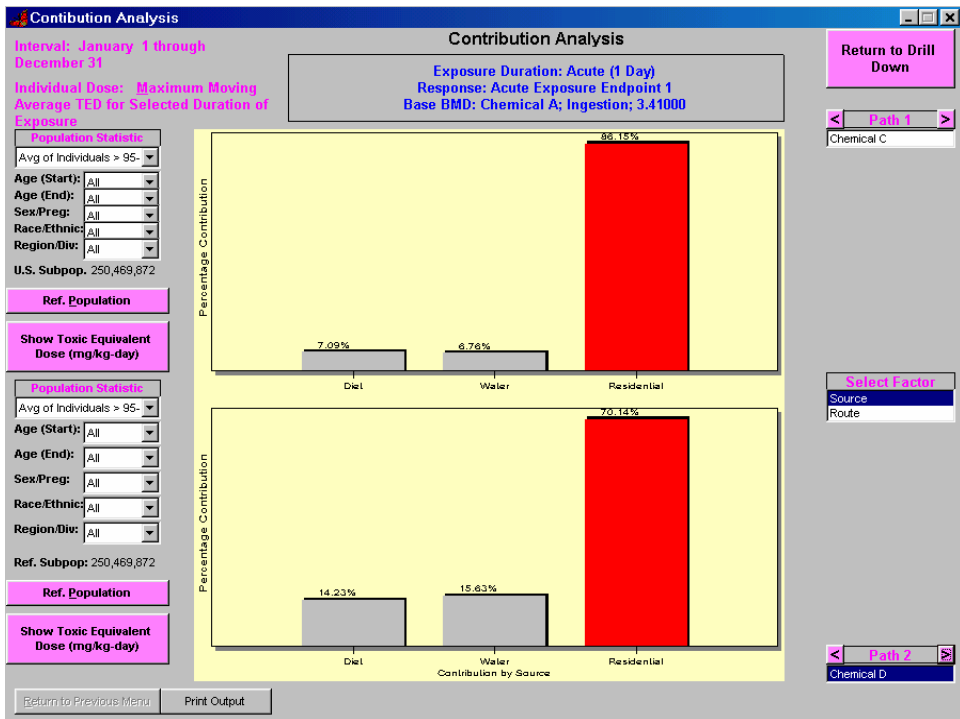 Contibution Analysis
Interval: January 1 through
December 31
Individual Dose: Maximum Moving
Average TED for Selected Duration of
Exposure
Contribution Analysis
Exposure Duration: Acute (1 Day)
Response: Acute Exposure Endpoint 1
Base BMD: Chemical A; Ingestion; 3.41000
Return to Drill
Down
< Path 1 >
Chemical C
Population Statistic
Avg of Individuals > 95-
Age (Start): All
Age (End): All
Sex/Preg: All
Race/Ethnic: All
Region/Div: All
U.S. Subpop. 250,469,872
Ref. Population
Show Toxic Equivalent
Dose (mg/kg-day)
Percentage Contribution
7.09%
6.76%
86.15%
Diet
Water
Residential
Population Statistic
Avg of Individuals > 95-
Age (Start): All
Age (End): All
Sex/Preg: All
Race/Ethnic: All
Region/Div: All
Ref. Subpop: 250,469,872
Ref. Population
Show Toxic Equivalent
Dose (mg/kg-day)
Percentage Contribution
14.23%
15.63%
70.14%
Diet
Water
Residential
Contribution by Source
Select Factor
Source
Route
< Path 2 >
Chemical D
Return to Previous Menu
Print Output